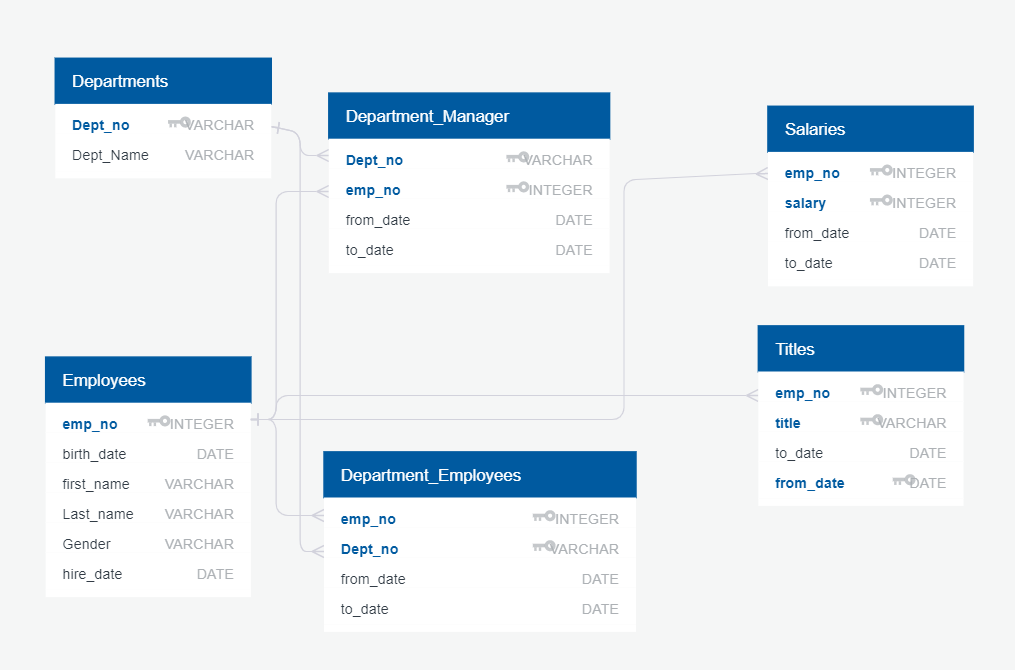 Departments
Dept_no VARCHAR
Dept_Name VARCHAR
Department_Manager
Dept_no VARCHAR
emp_no INTEGER
from_date DATE
to_date DATE
Salaries
emp_no INTEGER
salary INTEGER
from_date DATE
to_date DATE
Employees
emp_no INTEGER
birth_date DATE
first_name VARCHAR
Last_name VARCHAR
Gender VARCHAR
hire_date DATE
Titles
emp_no INTEGER
title VARCHAR
to_date DATE
from_date DATE
Department_Employees
emp_no INTEGER
Dept_no VARCHAR
from_date DATE
to_date DATE